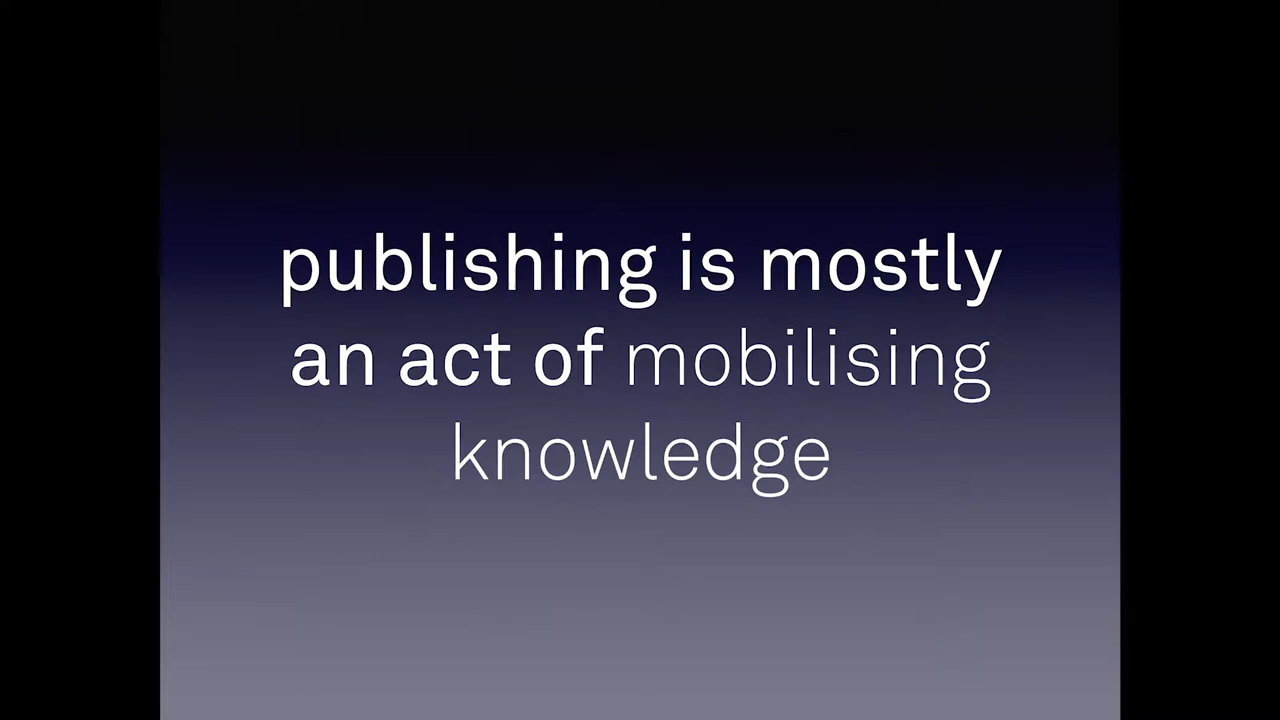 publishing is mostly
an act of mobilising
knowledge